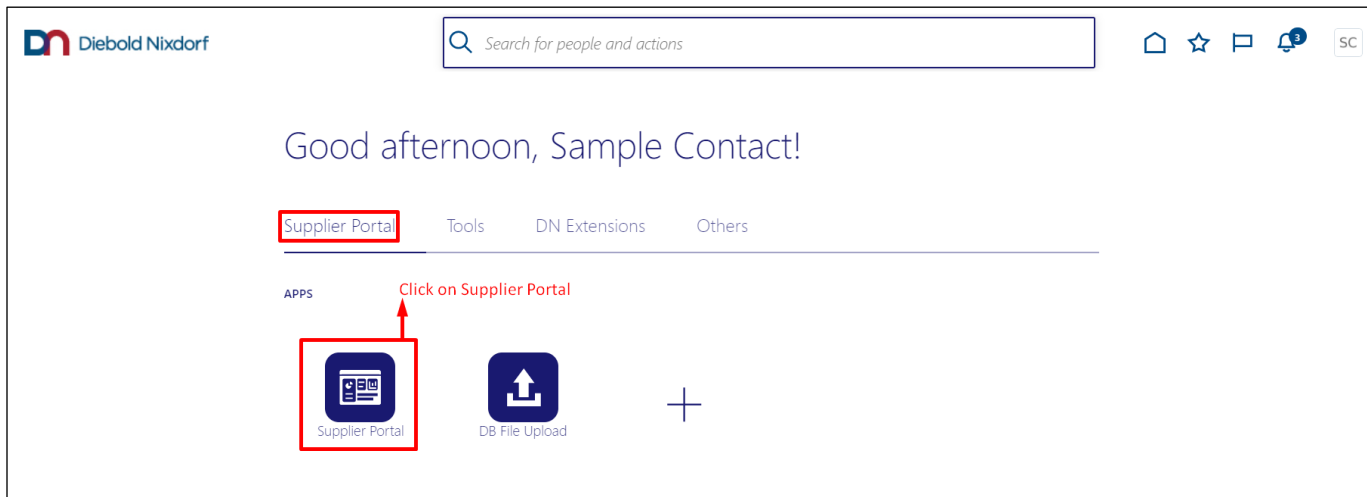 Diebold Nixdorf
Search for people and actions
3
SC
Good afternoon, Sample Contact!
Supplier Portal
Tools
DN Extensions
Others
APPS
Click on Supplier Portal
Supplier Portal
DB File Upload